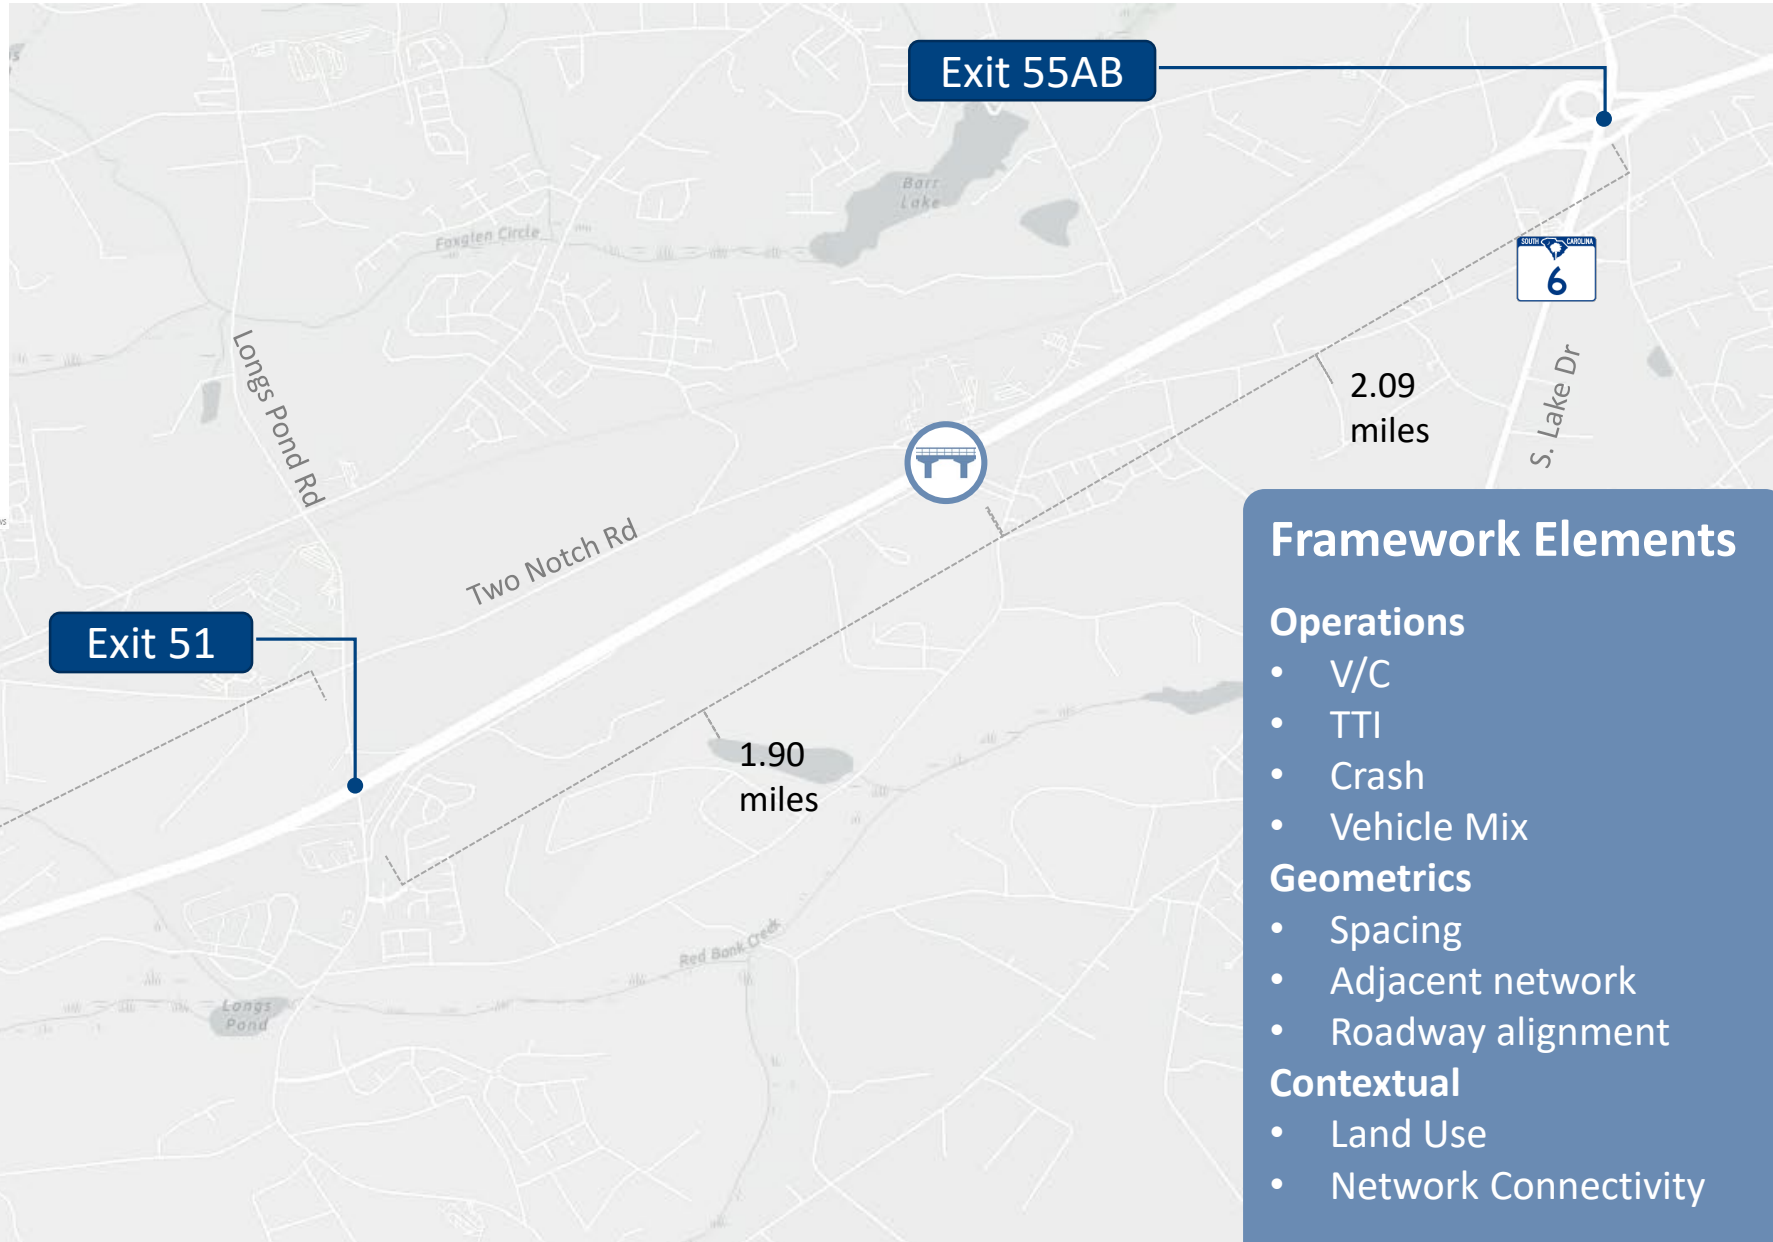 Exit 55AB
Barr
Lake
Foxglen Circle
SOUTH CAROLINA
6
Longs Pond Rd
2.09
miles
S. Lake Dr
Two Notch Rd
Exit 51
1.90
miles
Red Bank Creek
Longs
Pond
Framework Elements
Operations
• V/C
• TTI
• Crash
• Vehicle Mix
Geometrics
• Spacing
• Adjacent network
• Roadway alignment
Contextual
• Land Use
• Network Connectivity